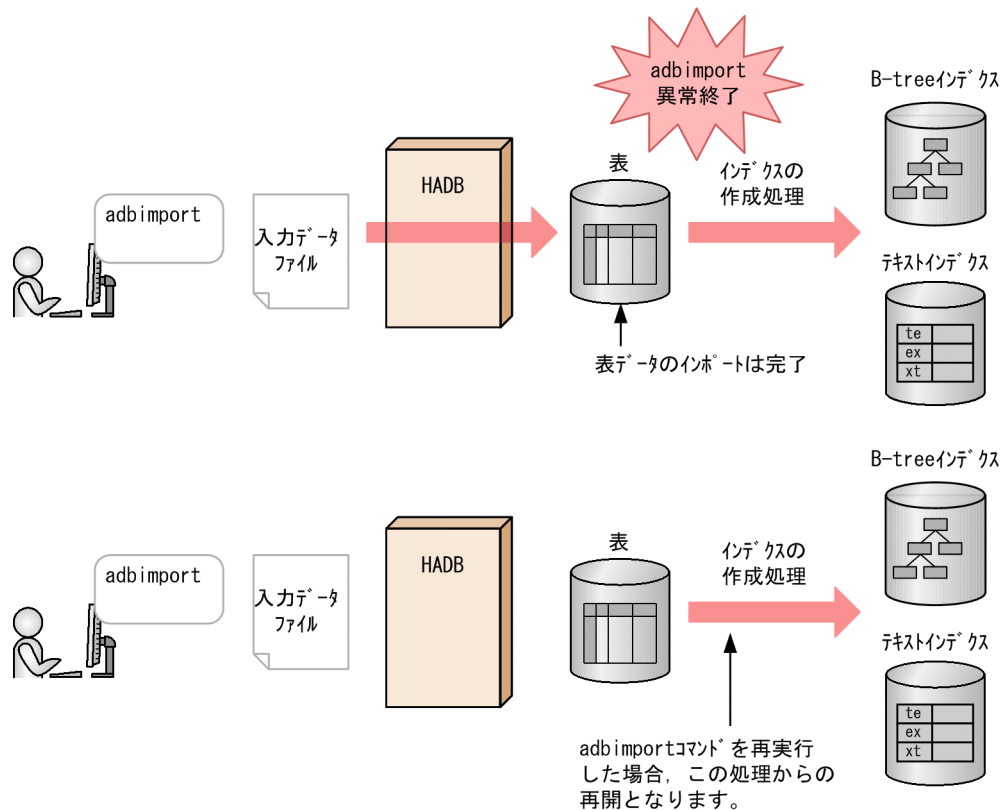 adbimport
異常終了
B-treeインデクス
表
インデクスの
作成処理
HADB
adbimport
入力データ
ファイル
テキストインデクス
te
ex
xt
表データのインポートは完了
B-treeインデクス
表
インデクスの
作成処理
HADB
adbimport
入力データ
ファイル
テキストインデクス
te
ex
xt
adbimportコマンドを再実行
した場合，この処理からの
再開となります。